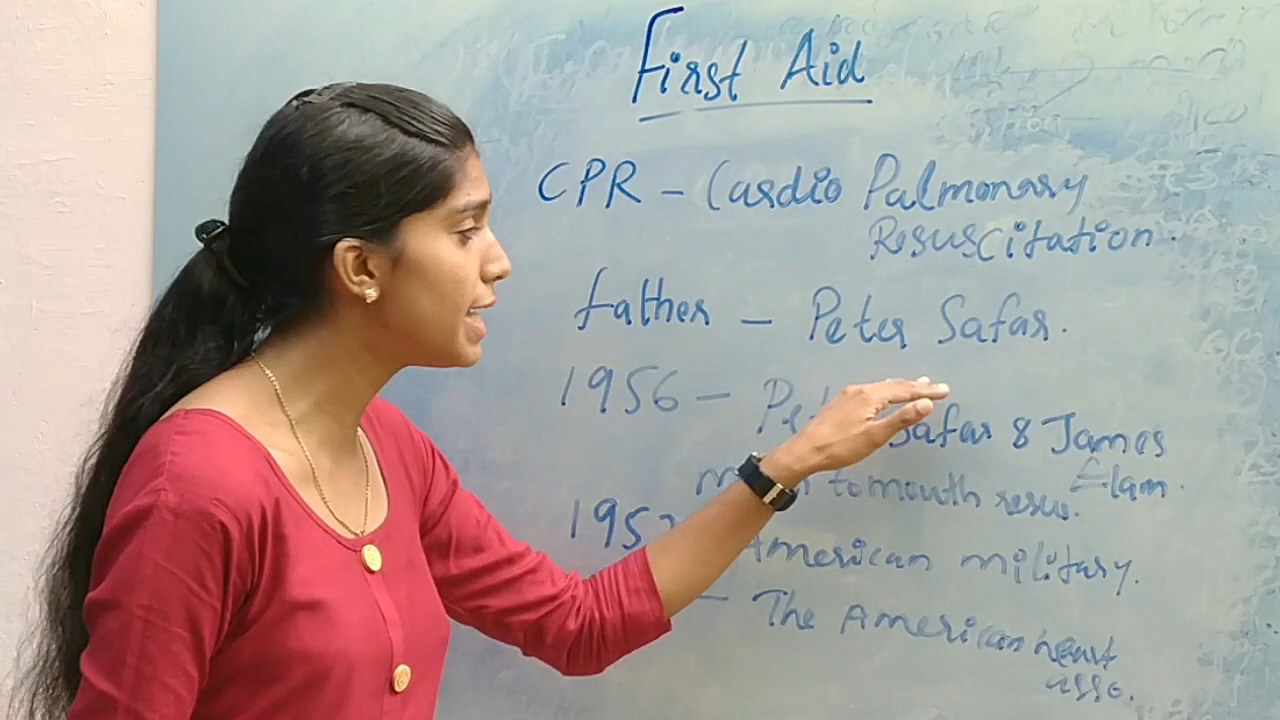 First Aid
CPR – Cardio Palmonary
Resuscitation.
father – Peter Safar.
1956 – Safar & James
Elam.
to mouth resus.
American military.
– The American heart
asso.